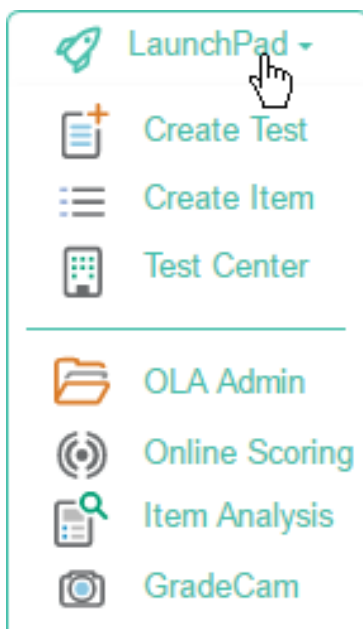 LaunchPad
Create Test
Create Item
Test Center
OLA Admin
Online Scoring
Item Analysis
GradeCam